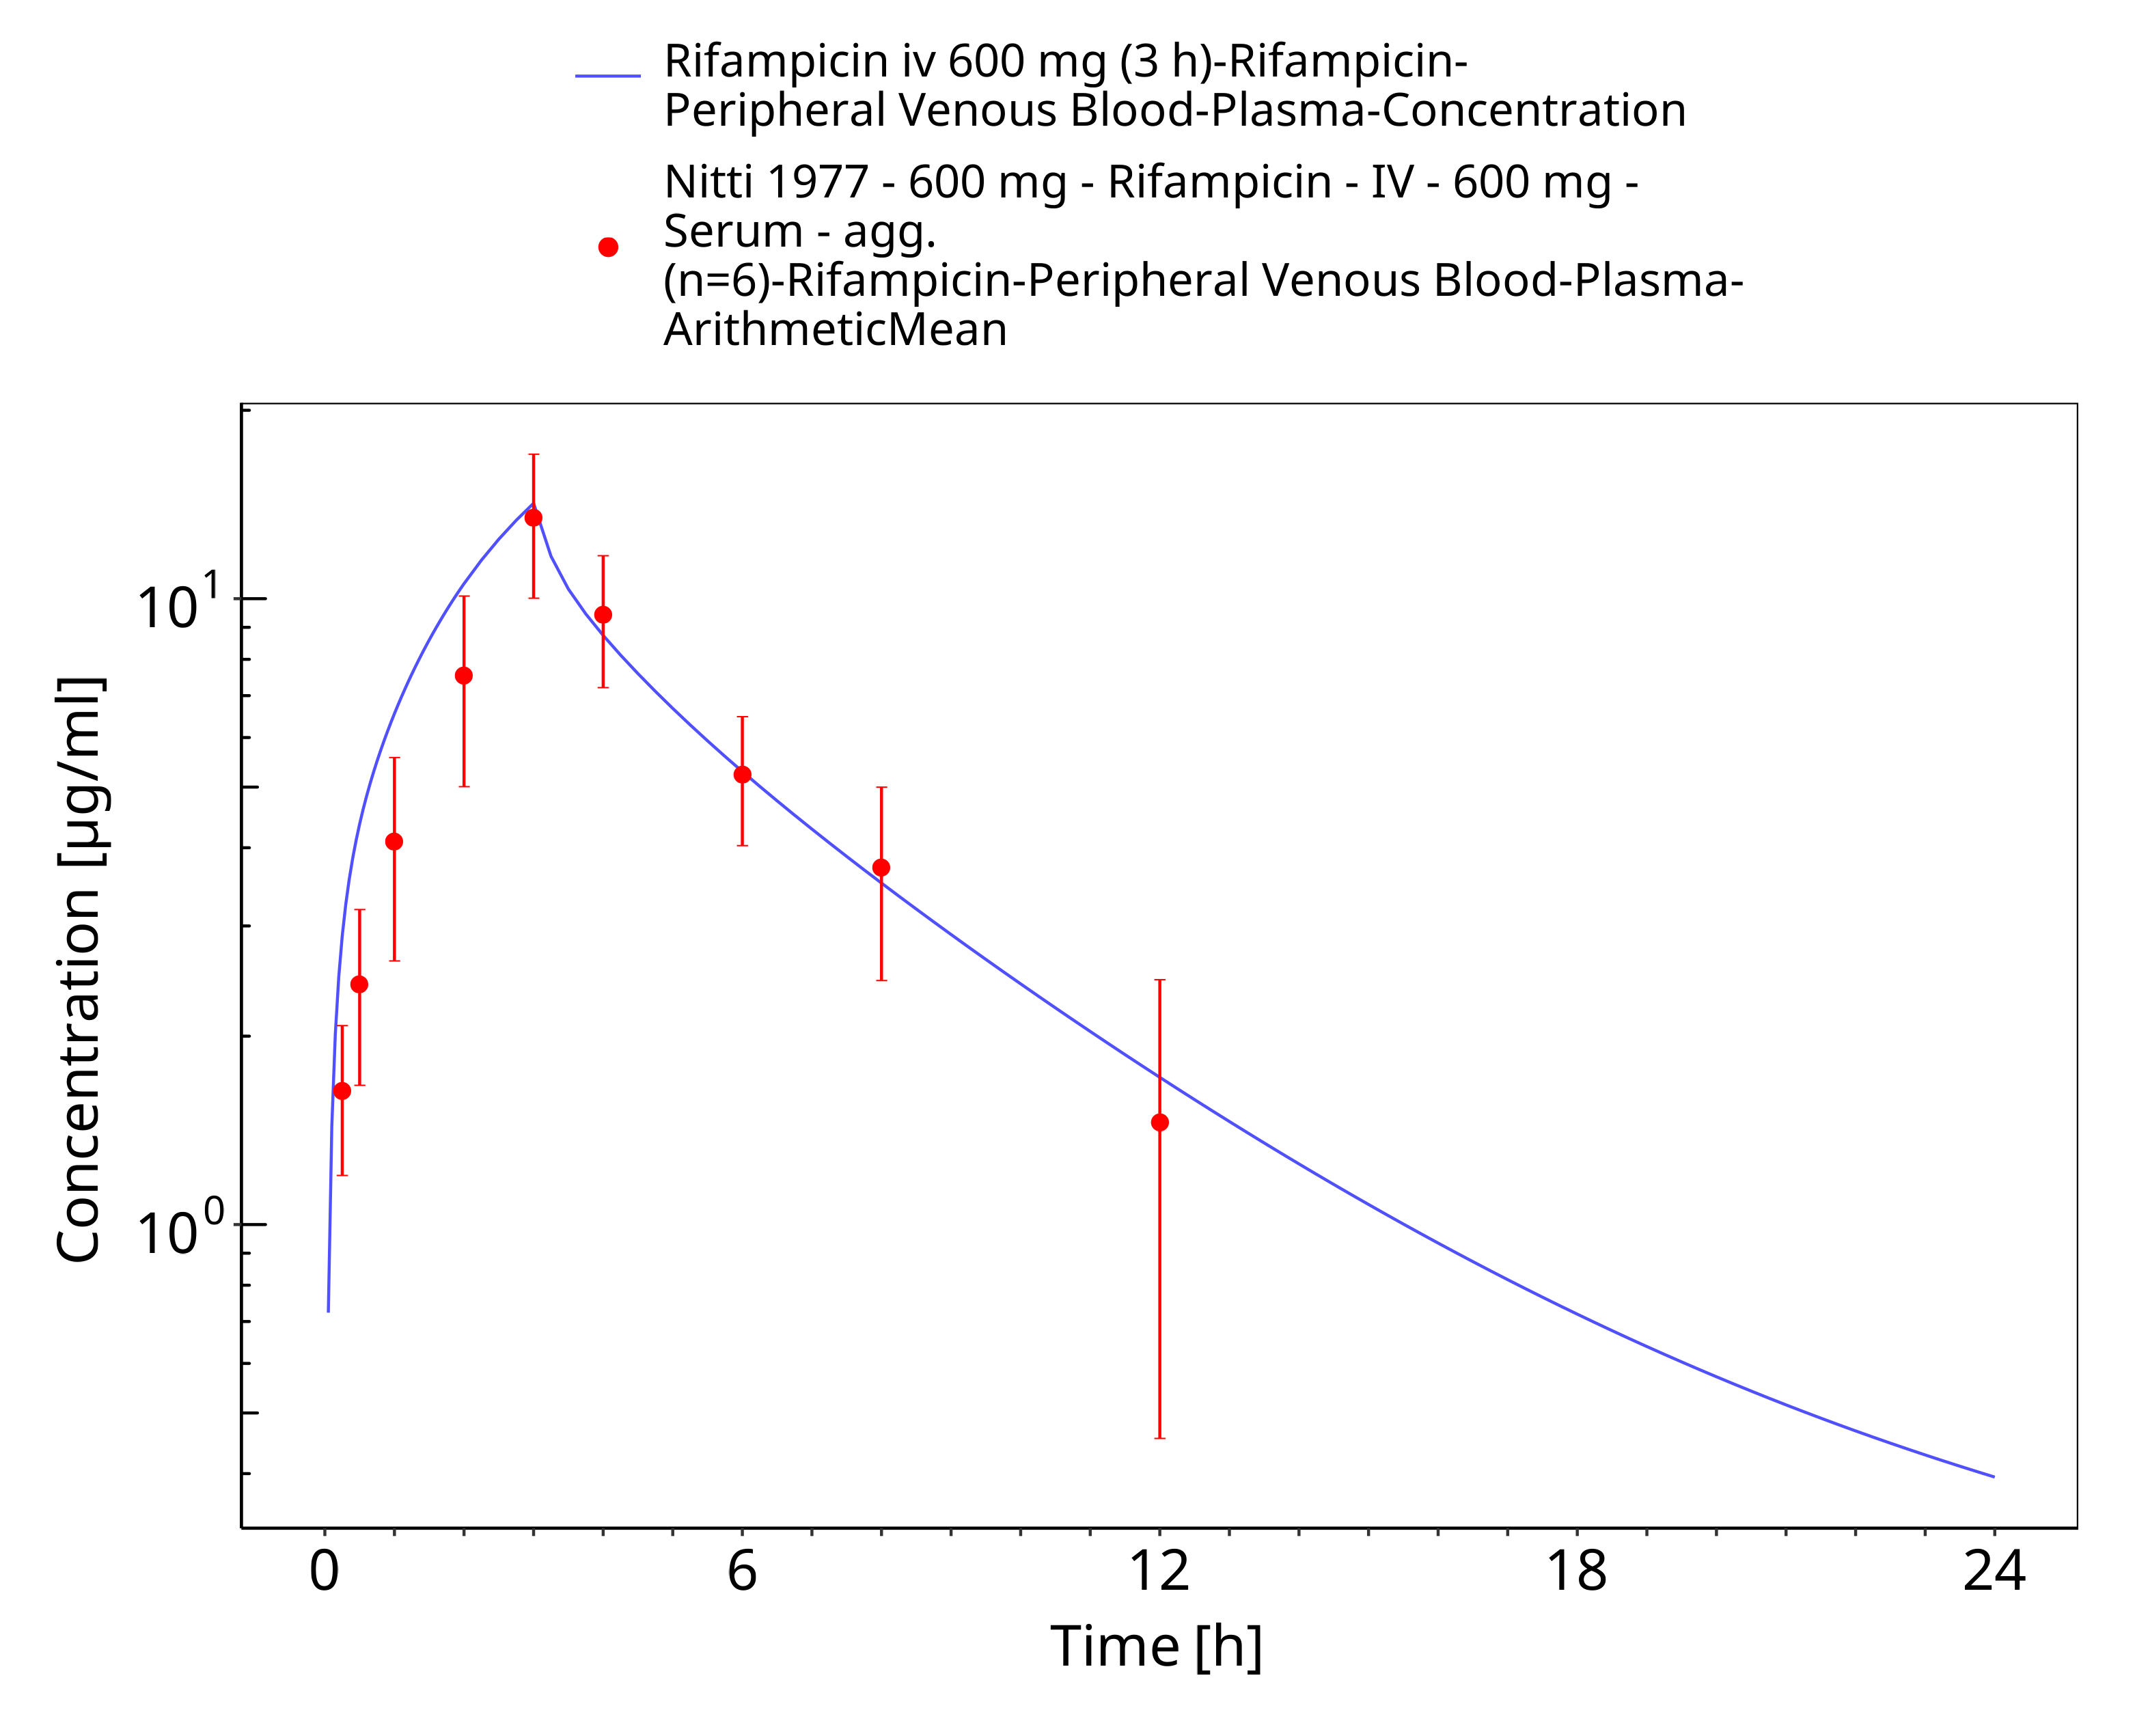 Rifampicin iv 600 mg (3 h)-Rifampicin-
Peripheral Venous Blood-Plasma-Concentration
Nitti 1977 - 600 mg - Rifampicin - IV - 600 mg -
Serum - agg.
(n=6)-Rifampicin-Peripheral Venous Blood-Plasma-
ArithmeticMean
Concentration [µg/ml]
10¹
10⁰
0 6 12 18 24
Time [h]